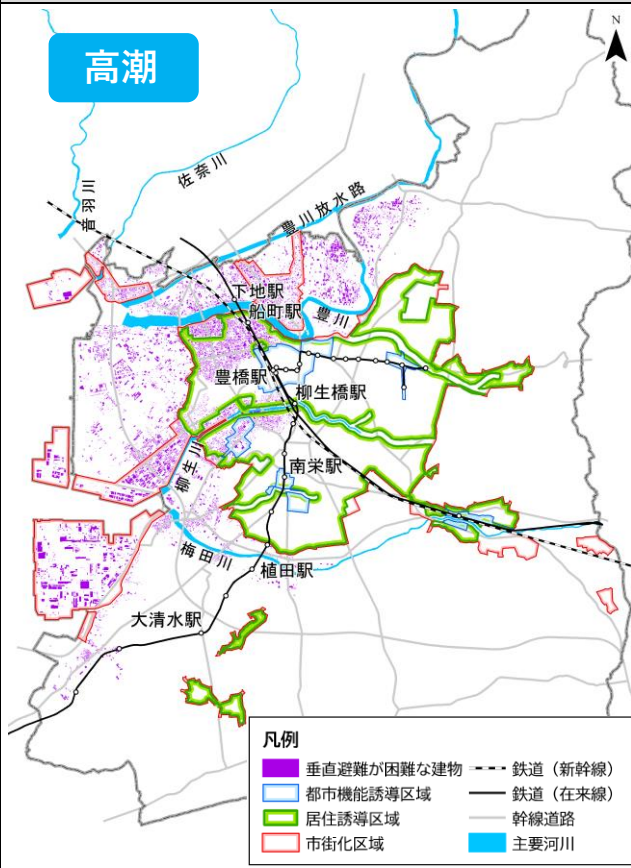 高潮
N
音羽川
佐奈川
豊川放水路
下地駅
船町駅
豊川
豊橋駅
柳生橋駅
柳生川
南栄駅
梅田川
植田駅
大清水駅
凡例
垂直避難が困難な建物
都市機能誘導区域
居住誘導区域
市街化区域
鉄道（新幹線）
鉄道（在来線）
幹線道路
主要河川